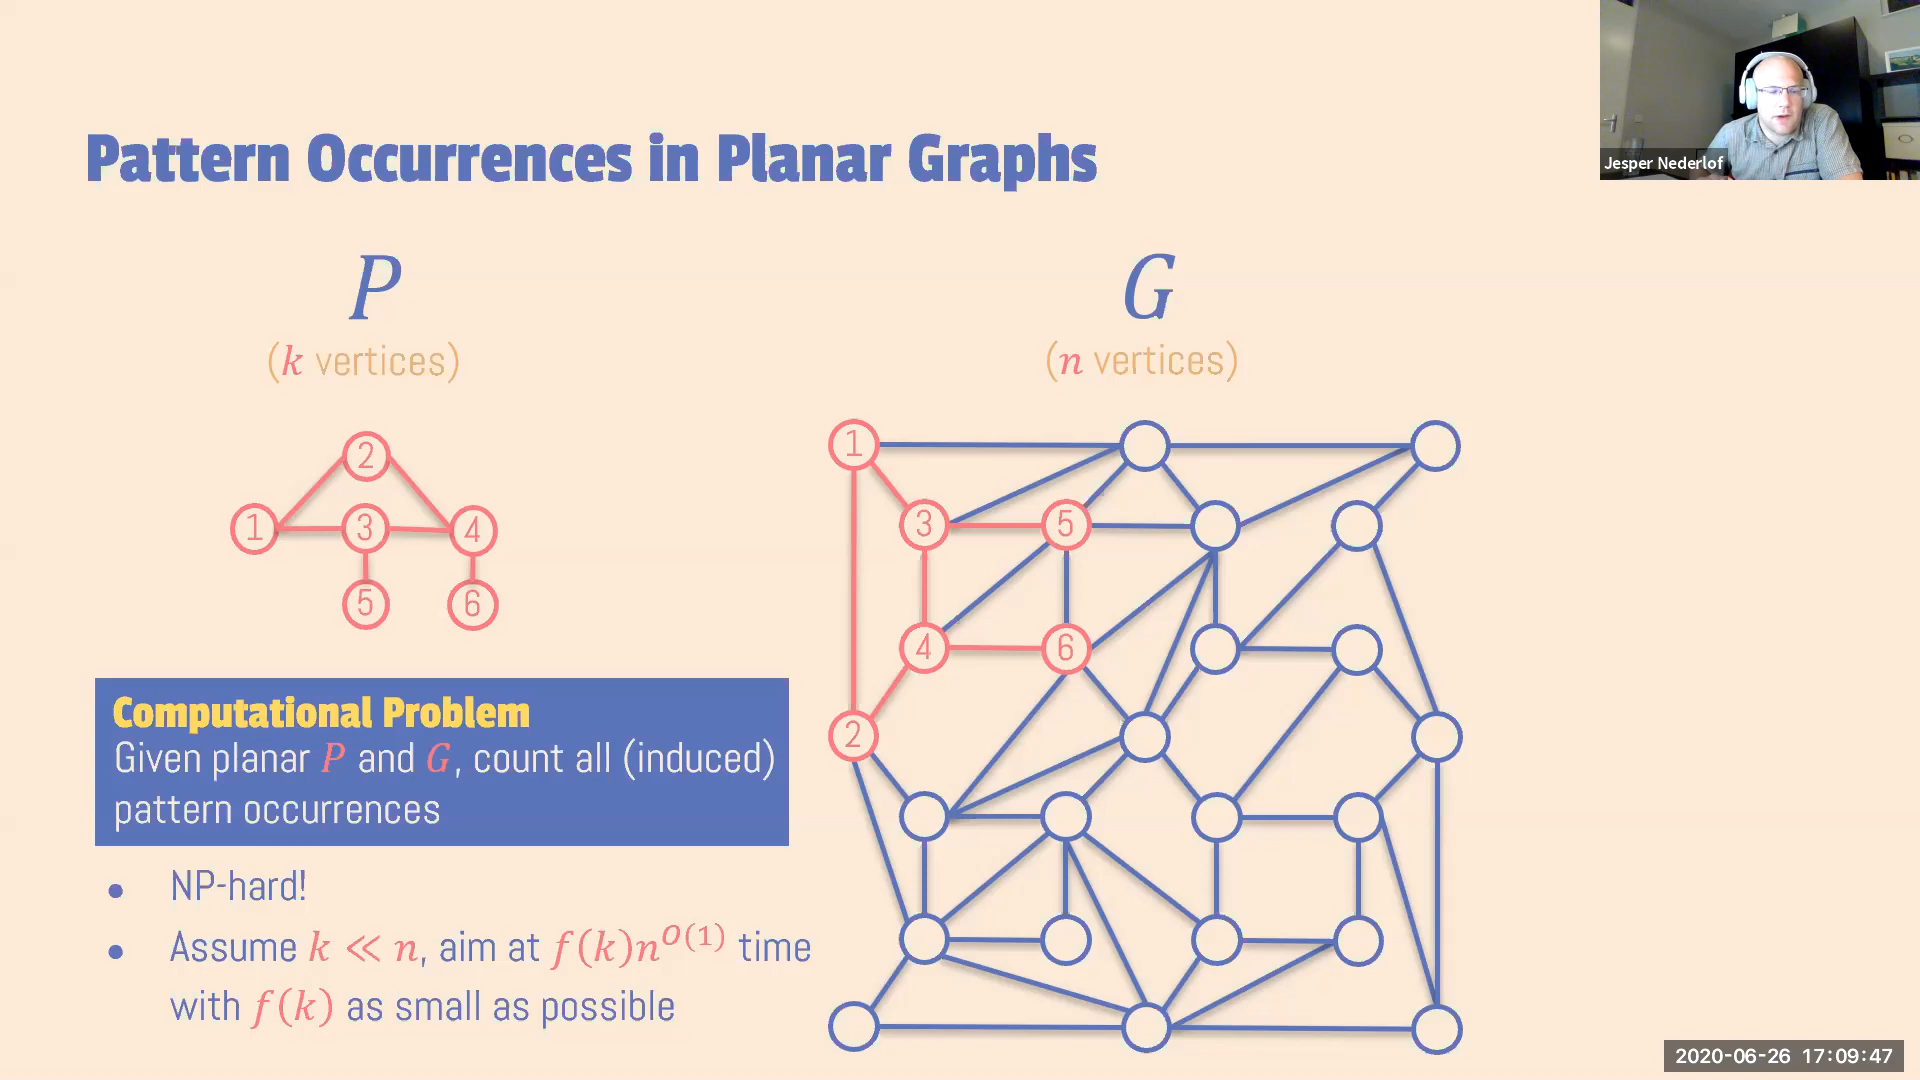 Pattern Occurrences in Planar Graphs
Jesper Nederlof
P
(k vertices)
G
(n vertices)
2
1
3
4
5
6
1
3
5
4
6
2
Computational Problem
Given planar P and G, count all (induced)
pattern occurrences
• NP-hard!
• Assume k ≪ n, aim at f(k)n^{O(1)} time
with f(k) as small as possible
2020-06-26 17:09:47